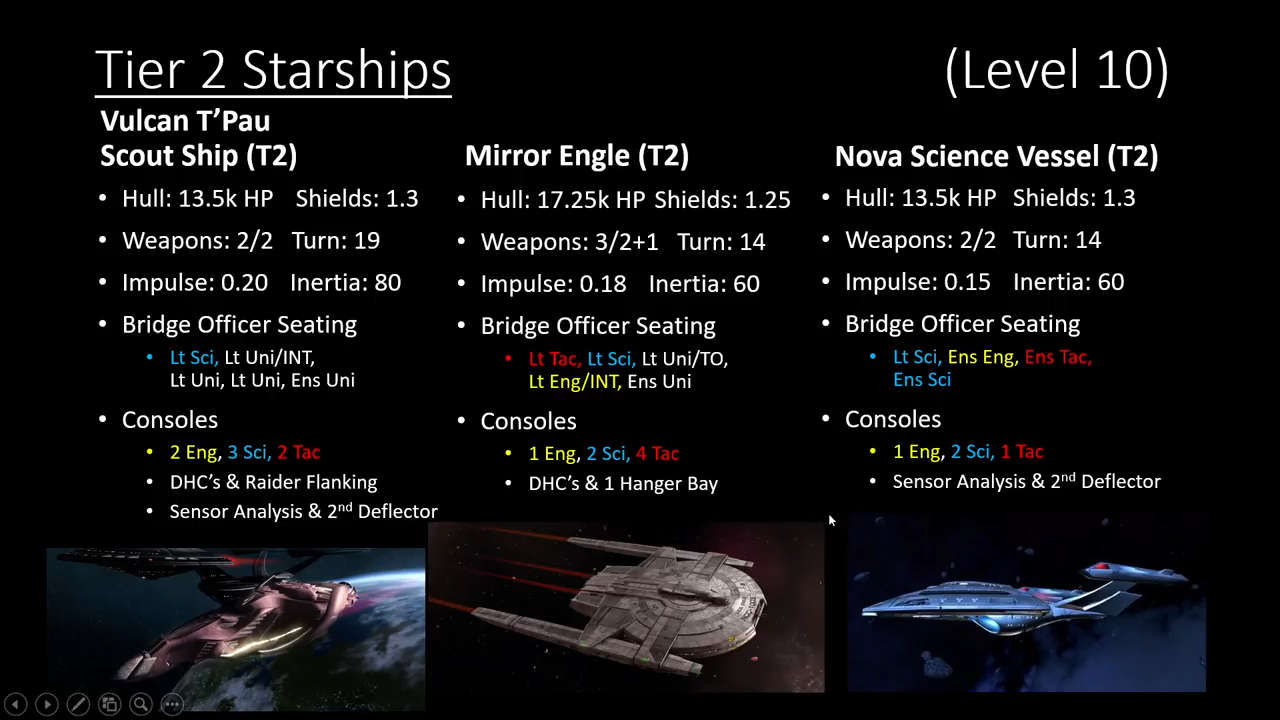 Tier 2 Starships
(Level 10)
Vulcan T’Pau
Scout Ship (T2)
• Hull: 13.5k HP Shields: 1.3
• Weapons: 2/2 Turn: 19
• Impulse: 0.20 Inertia: 80
• Bridge Officer Seating
• Lt Sci, Lt Uni/INT,
Lt Uni, Lt Uni, Ens Uni
• Consoles
• 2 Eng, 3 Sci, 2 Tac
• DHC’s & Raider Flanking
• Sensor Analysis & 2nd Deflector
Mirror Engle (T2)
• Hull: 17.25k HP Shields: 1.25
• Weapons: 3/2+1 Turn: 14
• Impulse: 0.18 Inertia: 60
• Bridge Officer Seating
• Lt Tac, Lt Sci, Lt Uni/TO,
Lt Eng/INT, Ens Uni
• Consoles
• 1 Eng, 2 Sci, 4 Tac
• DHC’s & 1 Hanger Bay
Nova Science Vessel (T2)
• Hull: 13.5k HP Shields: 1.3
• Weapons: 2/2 Turn: 14
• Impulse: 0.15 Inertia: 60
• Bridge Officer Seating
• Lt Sci, Ens Eng, Ens Tac,
Ens Sci
• Consoles
• 1 Eng, 2 Sci, 1 Tac
• Sensor Analysis & 2nd Deflector